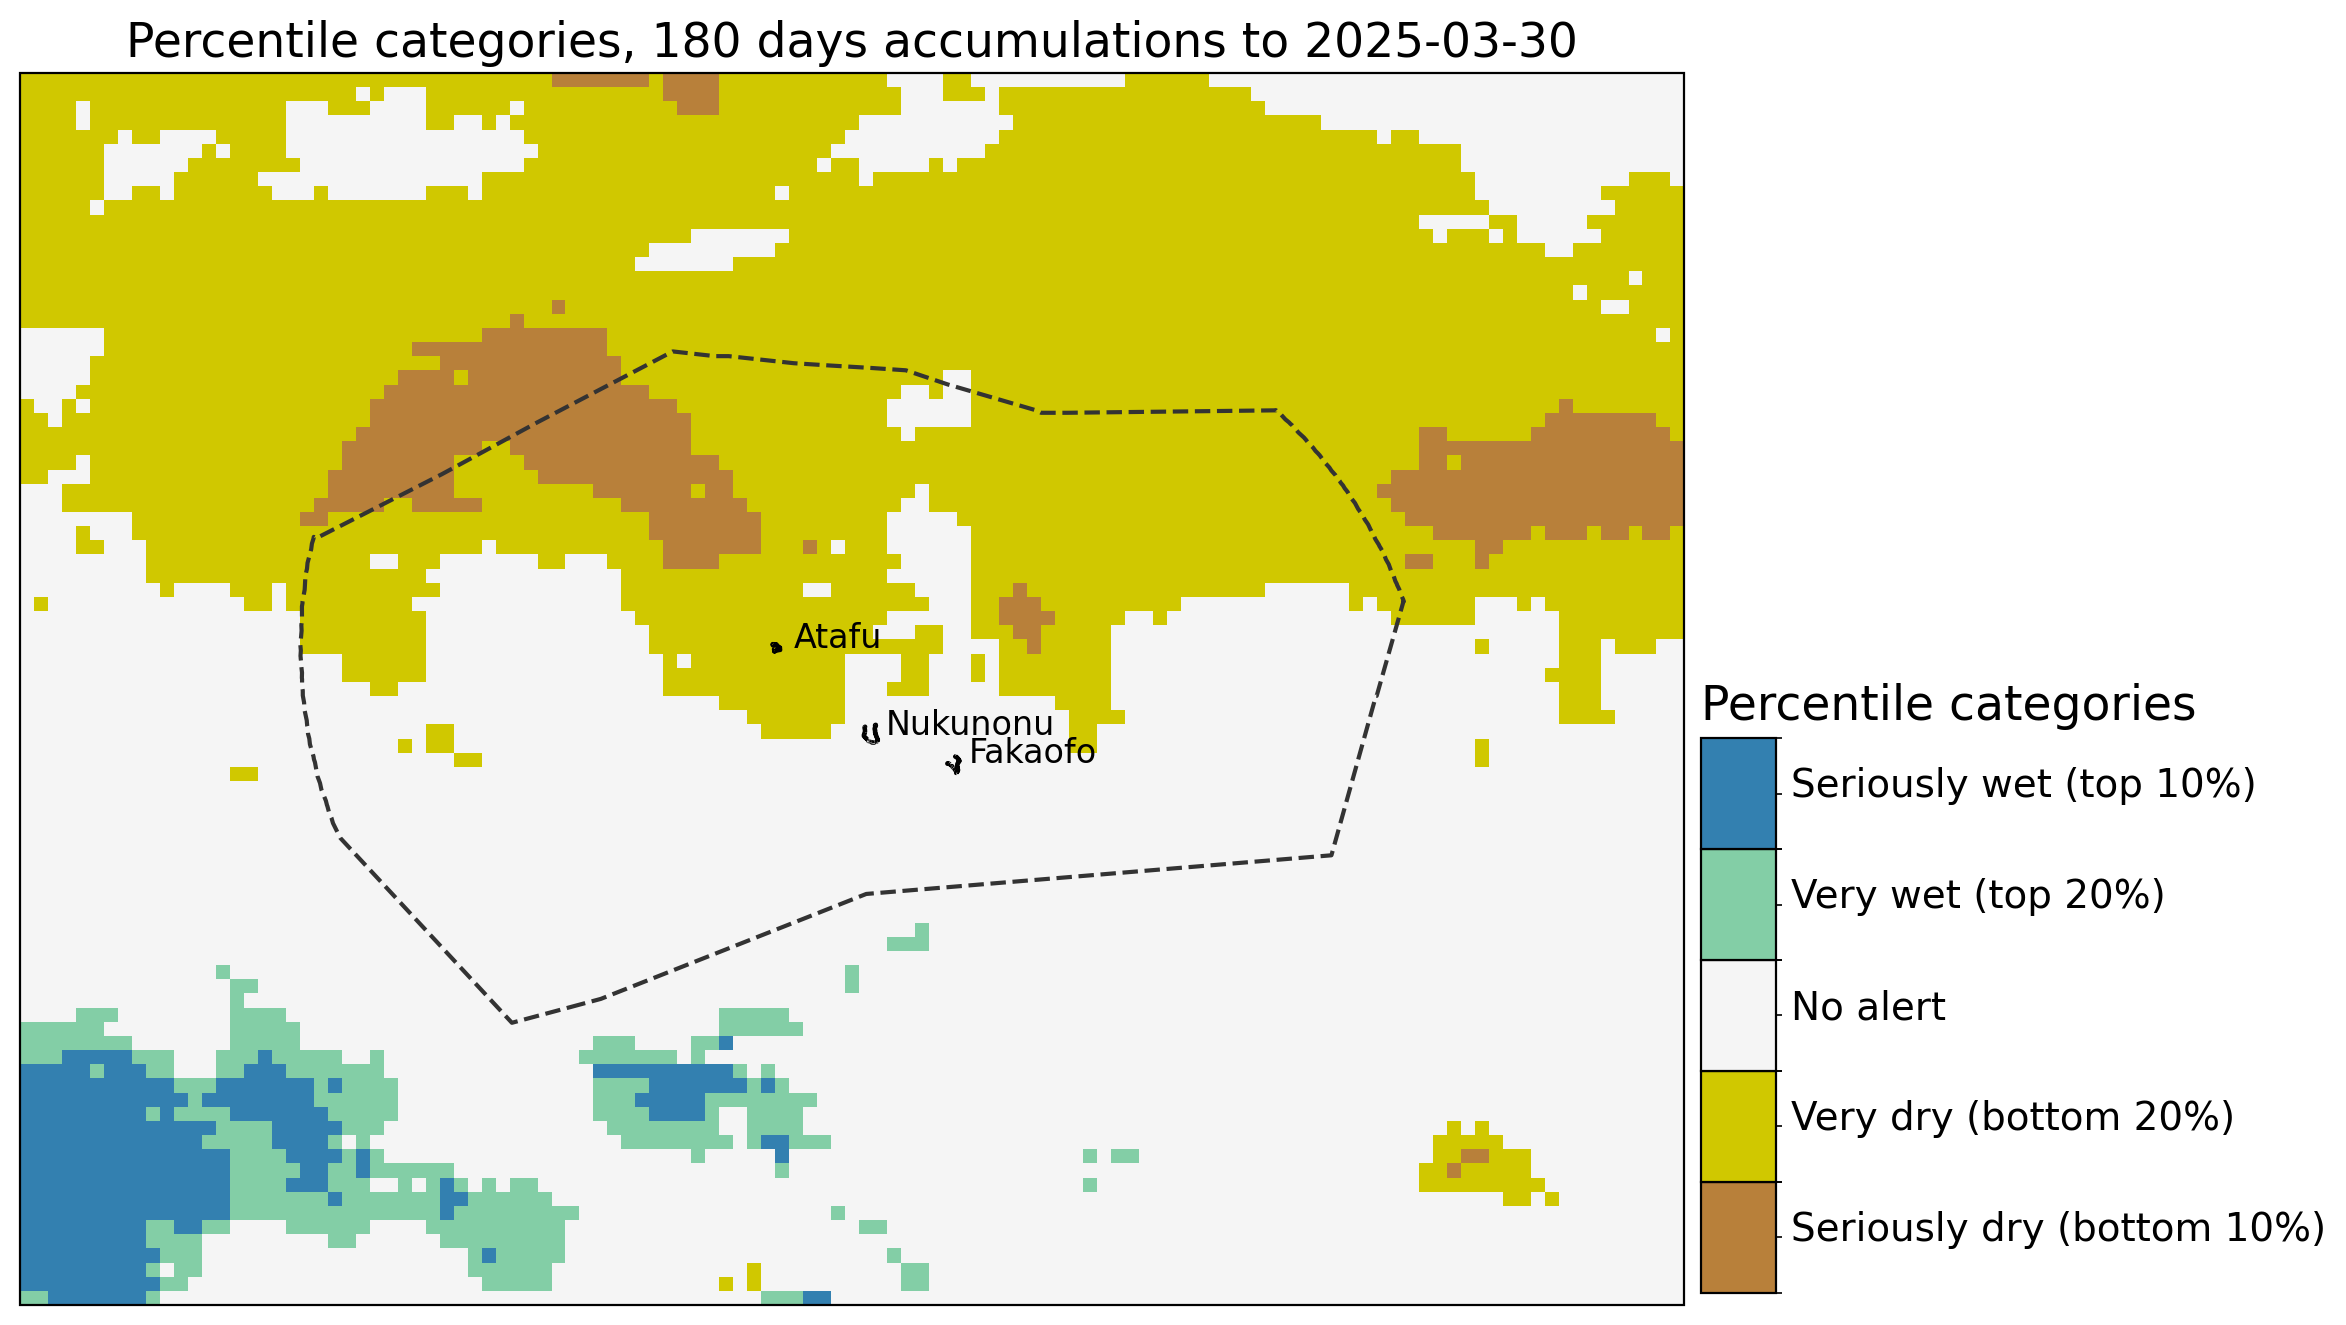 Percentile categories, 180 days accumulations to 2025-03-30
Atafu
Nukunonu
Fakaofo
Percentile categories
Seriously wet (top 10%)
Very wet (top 20%)
No alert
Very dry (bottom 20%)
Seriously dry (bottom 10%)